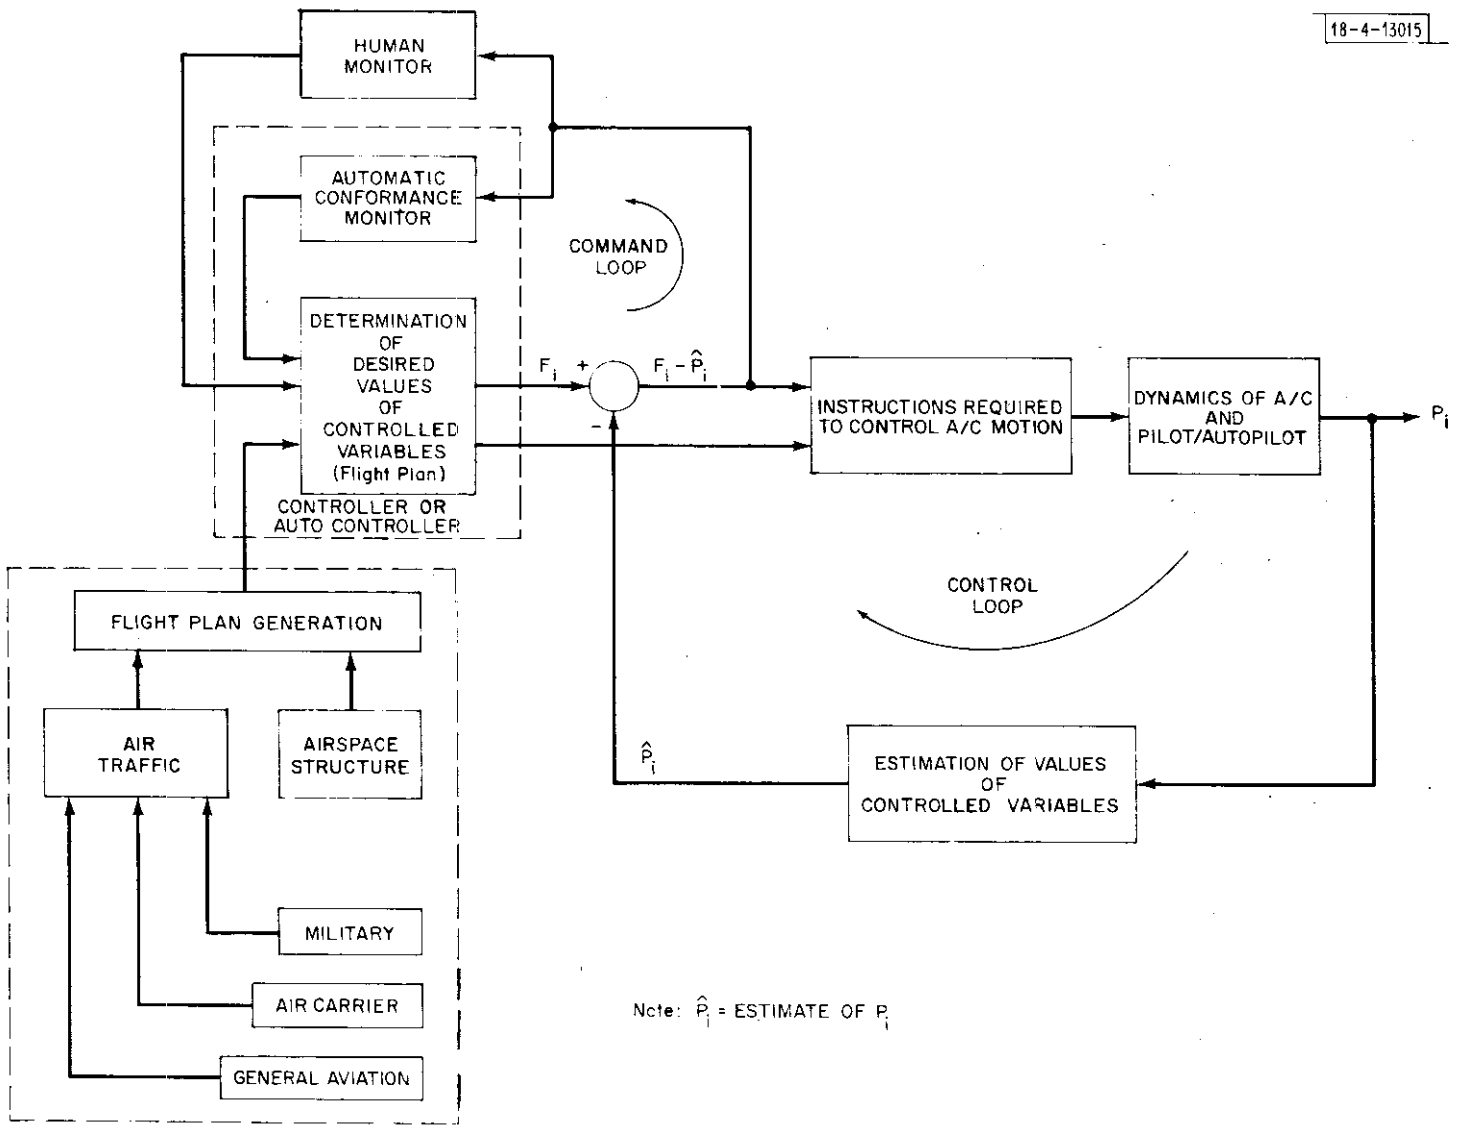 18-4-13015
HUMAN
MONITOR
AUTOMATIC
CONFORMANCE
MONITOR
COMMAND
LOOP
DETERMINATION
OF
DESIRED
VALUES
OF
CONTROLLED
VARIABLES
(Flight Plan)
CONTROLLER OR
AUTO CONTROLLER
F_i
+
-
F_i - P̂_i
INSTRUCTIONS REQUIRED
TO CONTROL A/C MOTION
DYNAMICS OF A/C
AND
PILOT/AUTOPILOT
P_i
CONTROL
LOOP
FLIGHT PLAN GENERATION
AIR
TRAFFIC
AIRSPACE
STRUCTURE
P̂_i
ESTIMATION OF VALUES
OF
CONTROLLED VARIABLES
MILITARY
AIR CARRIER
GENERAL AVIATION
Note: P̂_i = ESTIMATE OF P_i